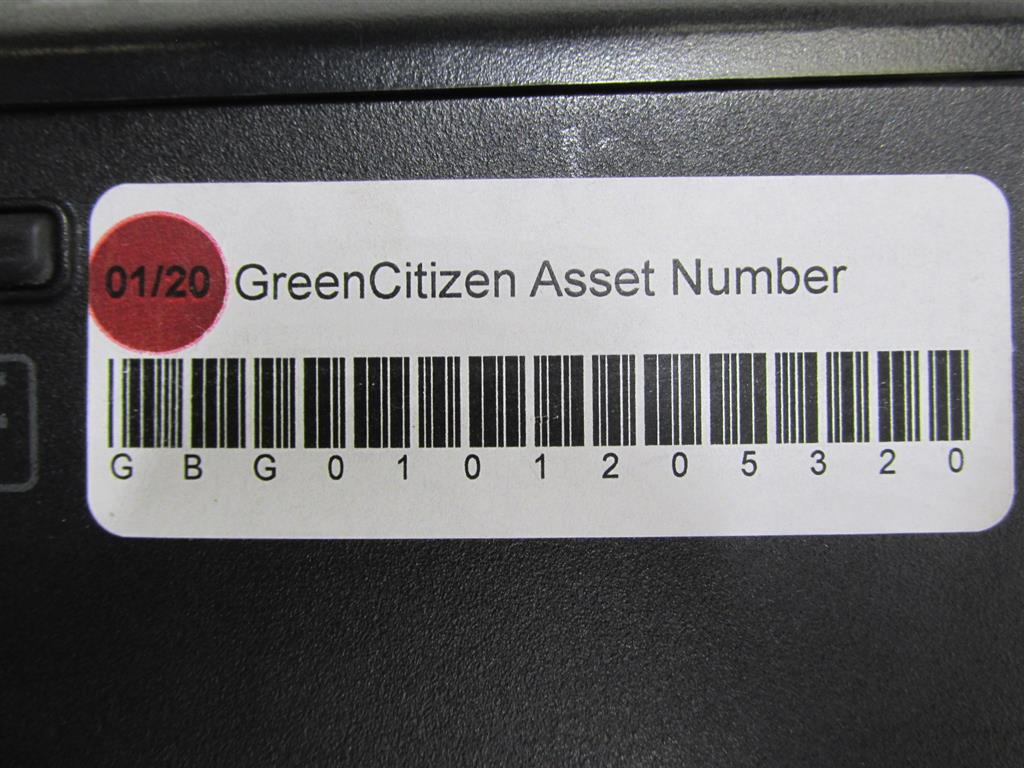 01/20 GreenCitizen Asset Number
G B G 0 1 0 1 2 0 5 3 2 0